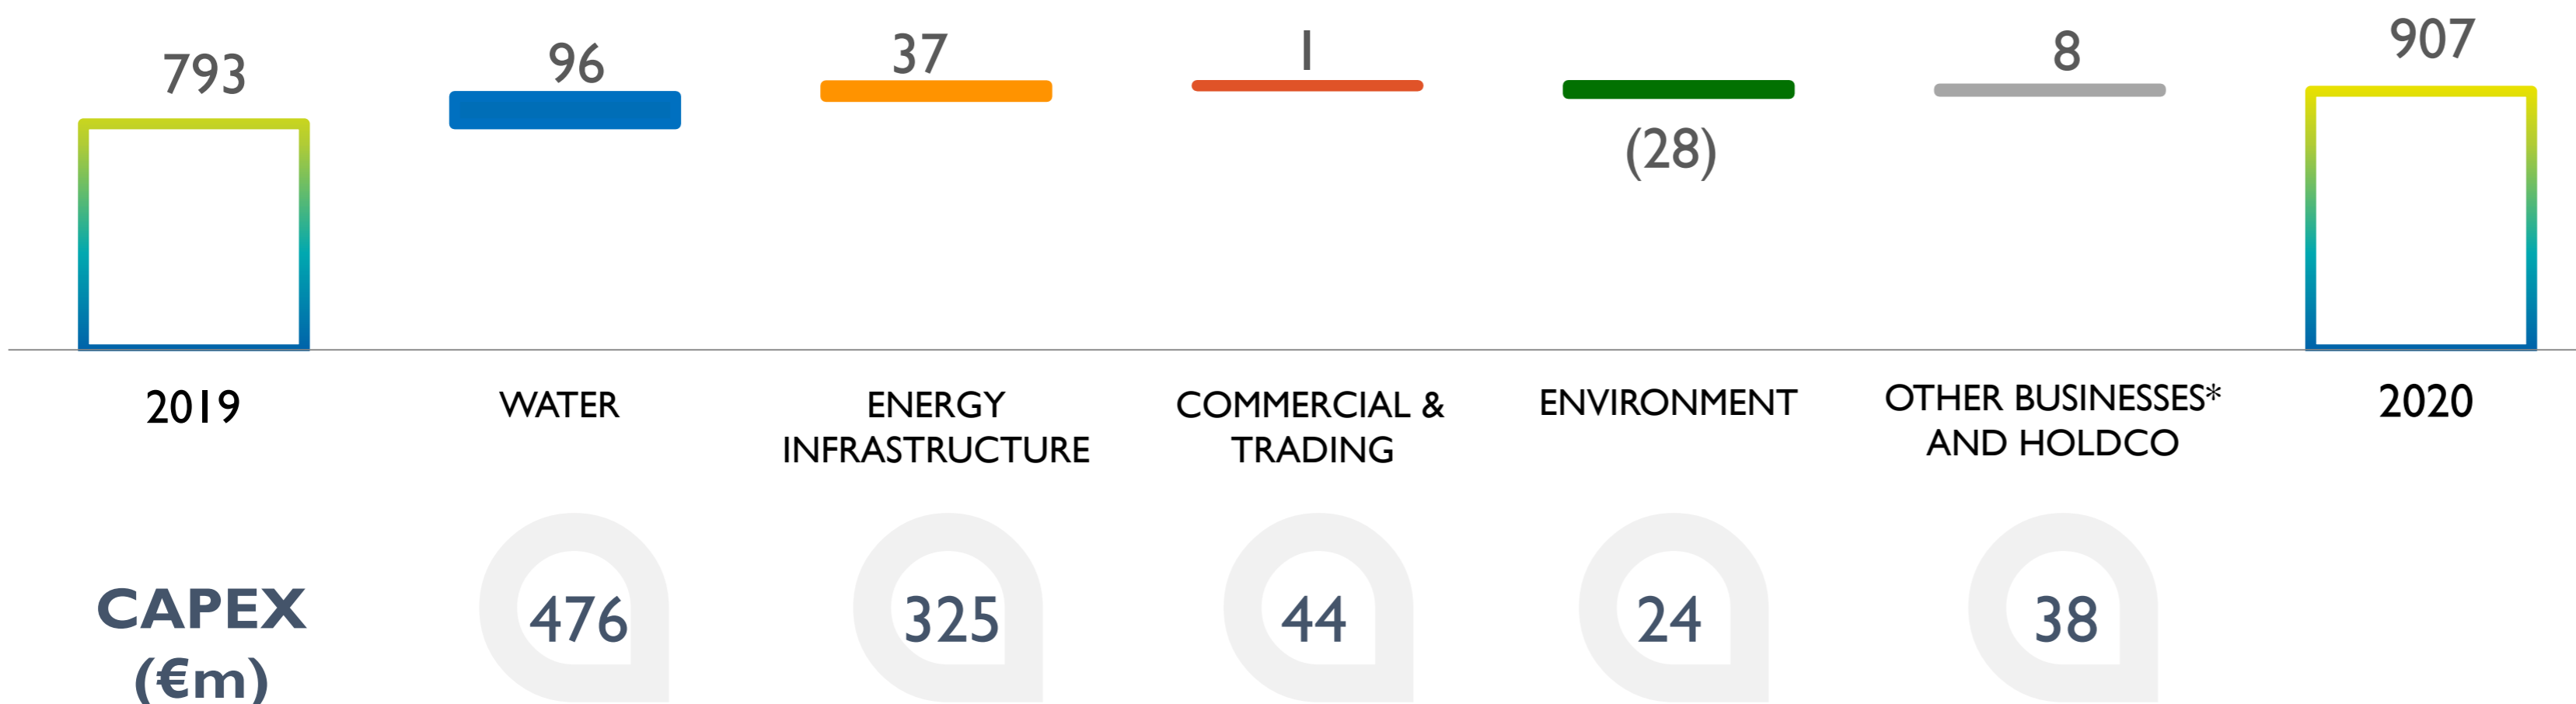 793
96
37
1
(28)
8
907
2019
WATER
ENERGY
INFRASTRUCTURE
COMMERCIAL &
TRADING
ENVIRONMENT
OTHER BUSINESSES*
AND HOLDCO
2020
CAPEX
(€m)
476
325
44
24
38